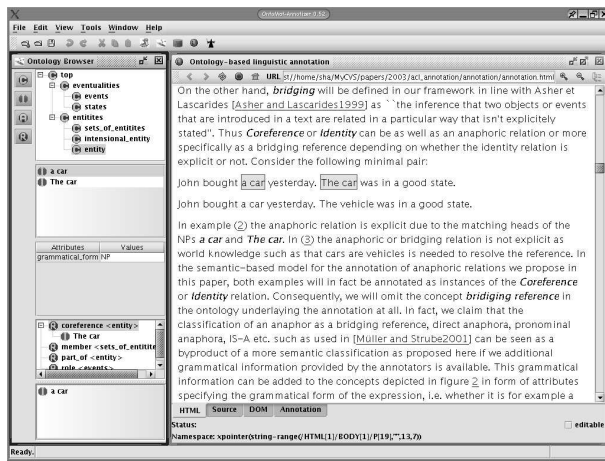 OntoMat-Annotizer 0.52
File Edit View Tools Window Help
Ontology Browser
top
eventualities
events
states
entitites
sets_of_entitites
intensional_entity
entity
a car
The car
Attributes Values
grammatical_form NP
coreference <entity>
The car
member <sets_of_entitite
part_of <entity>
role <events>
a car
Ontology-based linguistic annotation
URL st//home/sha/MyCVS/papers/2003/acl_annotation/annotation/annotation.html
On the other hand, bridging will be defined in our framework in line with Asher et
Lascarides [Asher and Lascarides1999] as ``the inference that two objects or events
that are introduced in a text are related in a particular way that isn't explicitely
stated". Thus Coreference or Identity can be as well as an anaphoric relation or more
specifically as a bridging reference depending on whether the identity relation is
explicit or not. Consider the following minimal pair:
John bought a car yesterday. The car was in a good state.
John bought a car yesterday. The vehicle was in a good state.
In example (2) the anaphoric relation is explicit due to the matching heads of the
NPs a car and The car. In (3) the anaphoric or bridging relation is not explicit as
world knowledge such as that cars are vehicles is needed to resolve the reference. In
the semantic-based model for the annotation of anaphoric relations we propose in
this paper, both examples will in fact be annotated as instances of the Coreference
or Identity relation. Consequently, we will omit the concept bridging reference in
the ontology underlaying the annotation at all. In fact, we claim that the
classification of an anaphor as a bridging reference, direct anaphora, pronominal
anaphora, IS-A etc. such as used in [Müller and Strube2001] can be seen as a
byproduct of a more semantic classification as proposed here if we additional
grammatical information provided by the annotators is available. This grammatical
information can be added to the concepts depicted in figure 2 in form of attributes
specifying the grammatical form of the expression, i.e. whether it is for example a
HTML Source DOM Annotation
Status: editable
Namespace: xpointer(string-range(/HTML[1]/BODY[1]/P[19],"",13,7))
Ready.